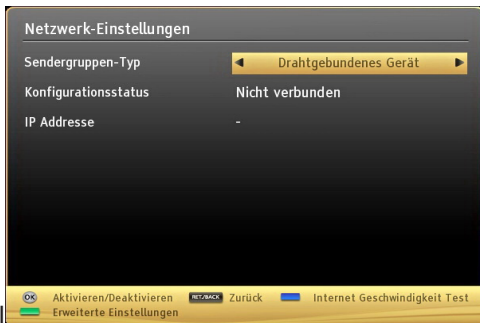 Netzwerk-Einstellungen
Sendergruppen-Typ Drahtgebundenes Gerät
Konfigurationsstatus Nicht verbunden
IP Addresse -
OK Aktivieren/Deaktivieren RET./BACK Zurück Internet Geschwindigkeit Test
Erweiterte Einstellungen